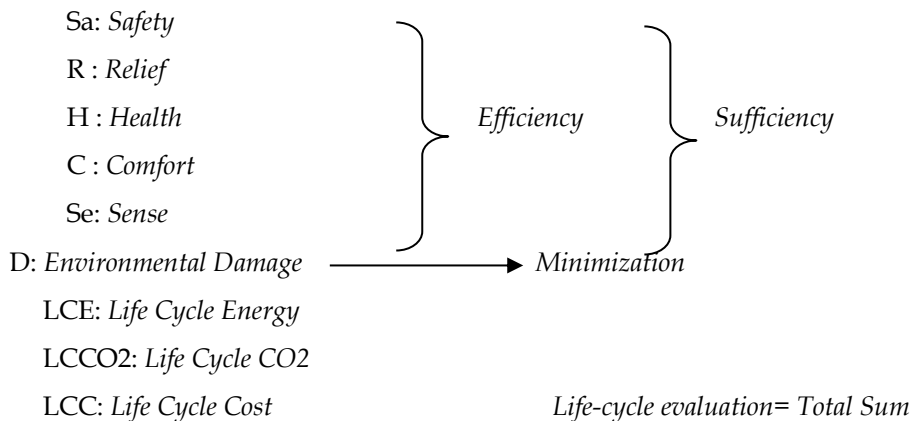 Sa: Safety
R : Relief
H : Health Efficiency Sufficiency
C : Comfort
Se: Sense
D: Environmental Damage Minimization
LCE: Life Cycle Energy
LCCO2: Life Cycle CO2
LCC: Life Cycle Cost Life-cycle evaluation= Total Sum